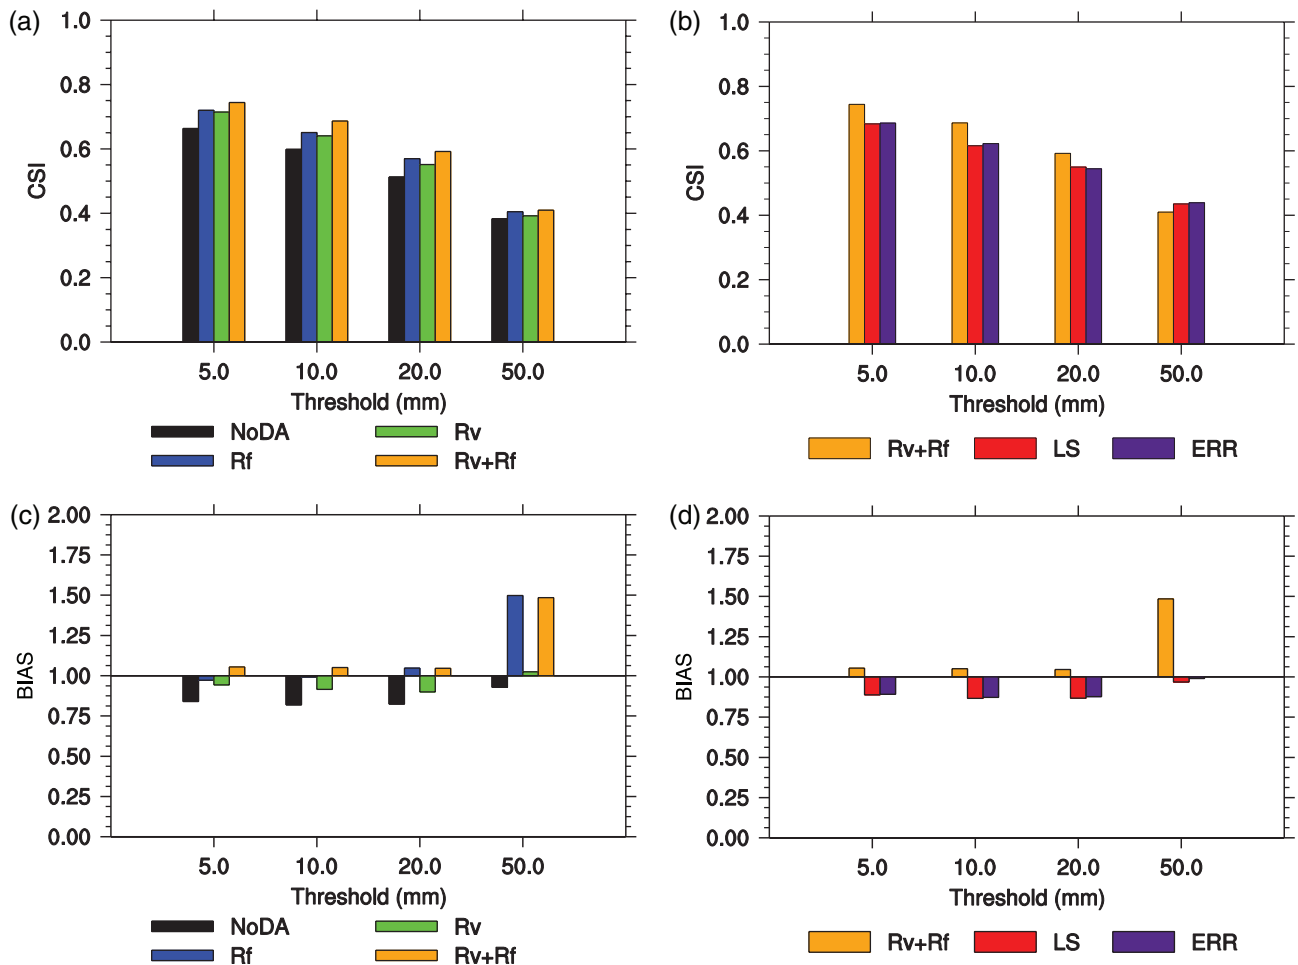 (a)
1.0
0.8
0.6
0.4
0.2
0.0
CSI
5.0 10.0 20.0 50.0
Threshold (mm)
NoDA Rv
Rf Rv+Rf
(b)
1.0
0.8
0.6
0.4
0.2
0.0
CSI
5.0 10.0 20.0 50.0
Threshold (mm)
Rv+Rf LS ERR
(c)
2.00
1.75
1.50
1.25
1.00
0.75
0.50
0.25
0.00
BIAS
5.0 10.0 20.0 50.0
Threshold (mm)
NoDA Rv
Rf Rv+Rf
(d)
2.00
1.75
1.50
1.25
1.00
0.75
0.50
0.25
0.00
BIAS
5.0 10.0 20.0 50.0
Threshold (mm)
Rv+Rf LS ERR